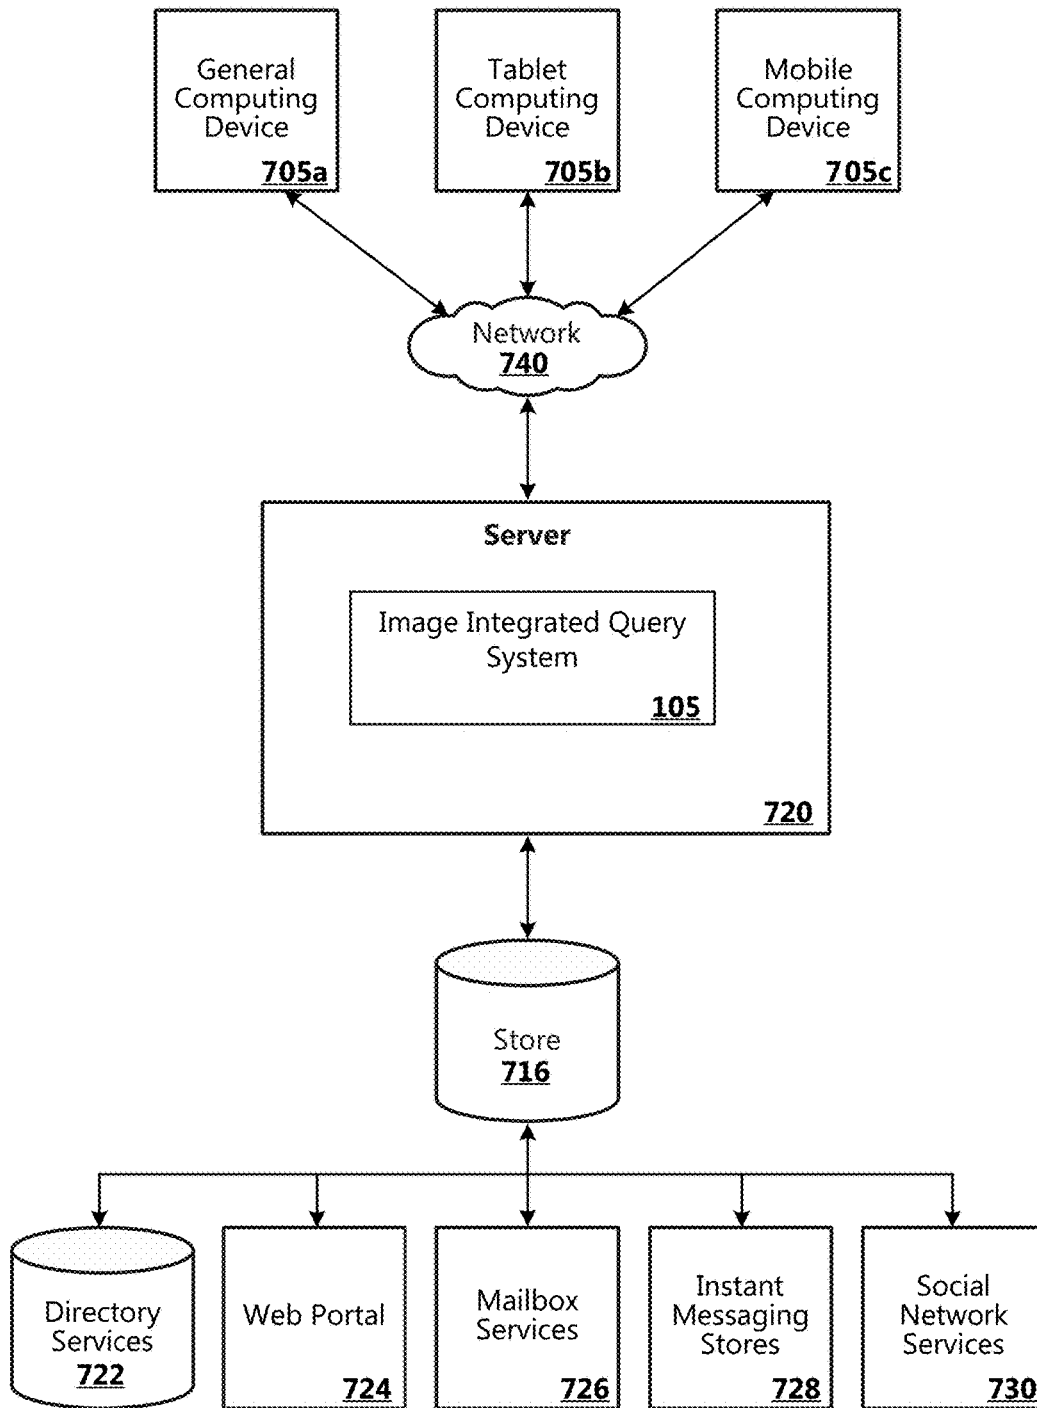 General
Computing
Device
705a
Tablet
Computing
Device
705b
Mobile
Computing
Device
705c
Network
740
Server
Image Integrated Query
System
105
720
Store
716
Directory
Services
722
Web Portal
724
Mailbox
Services
726
Instant
Messaging
Stores
728
Social
Network
Services
730